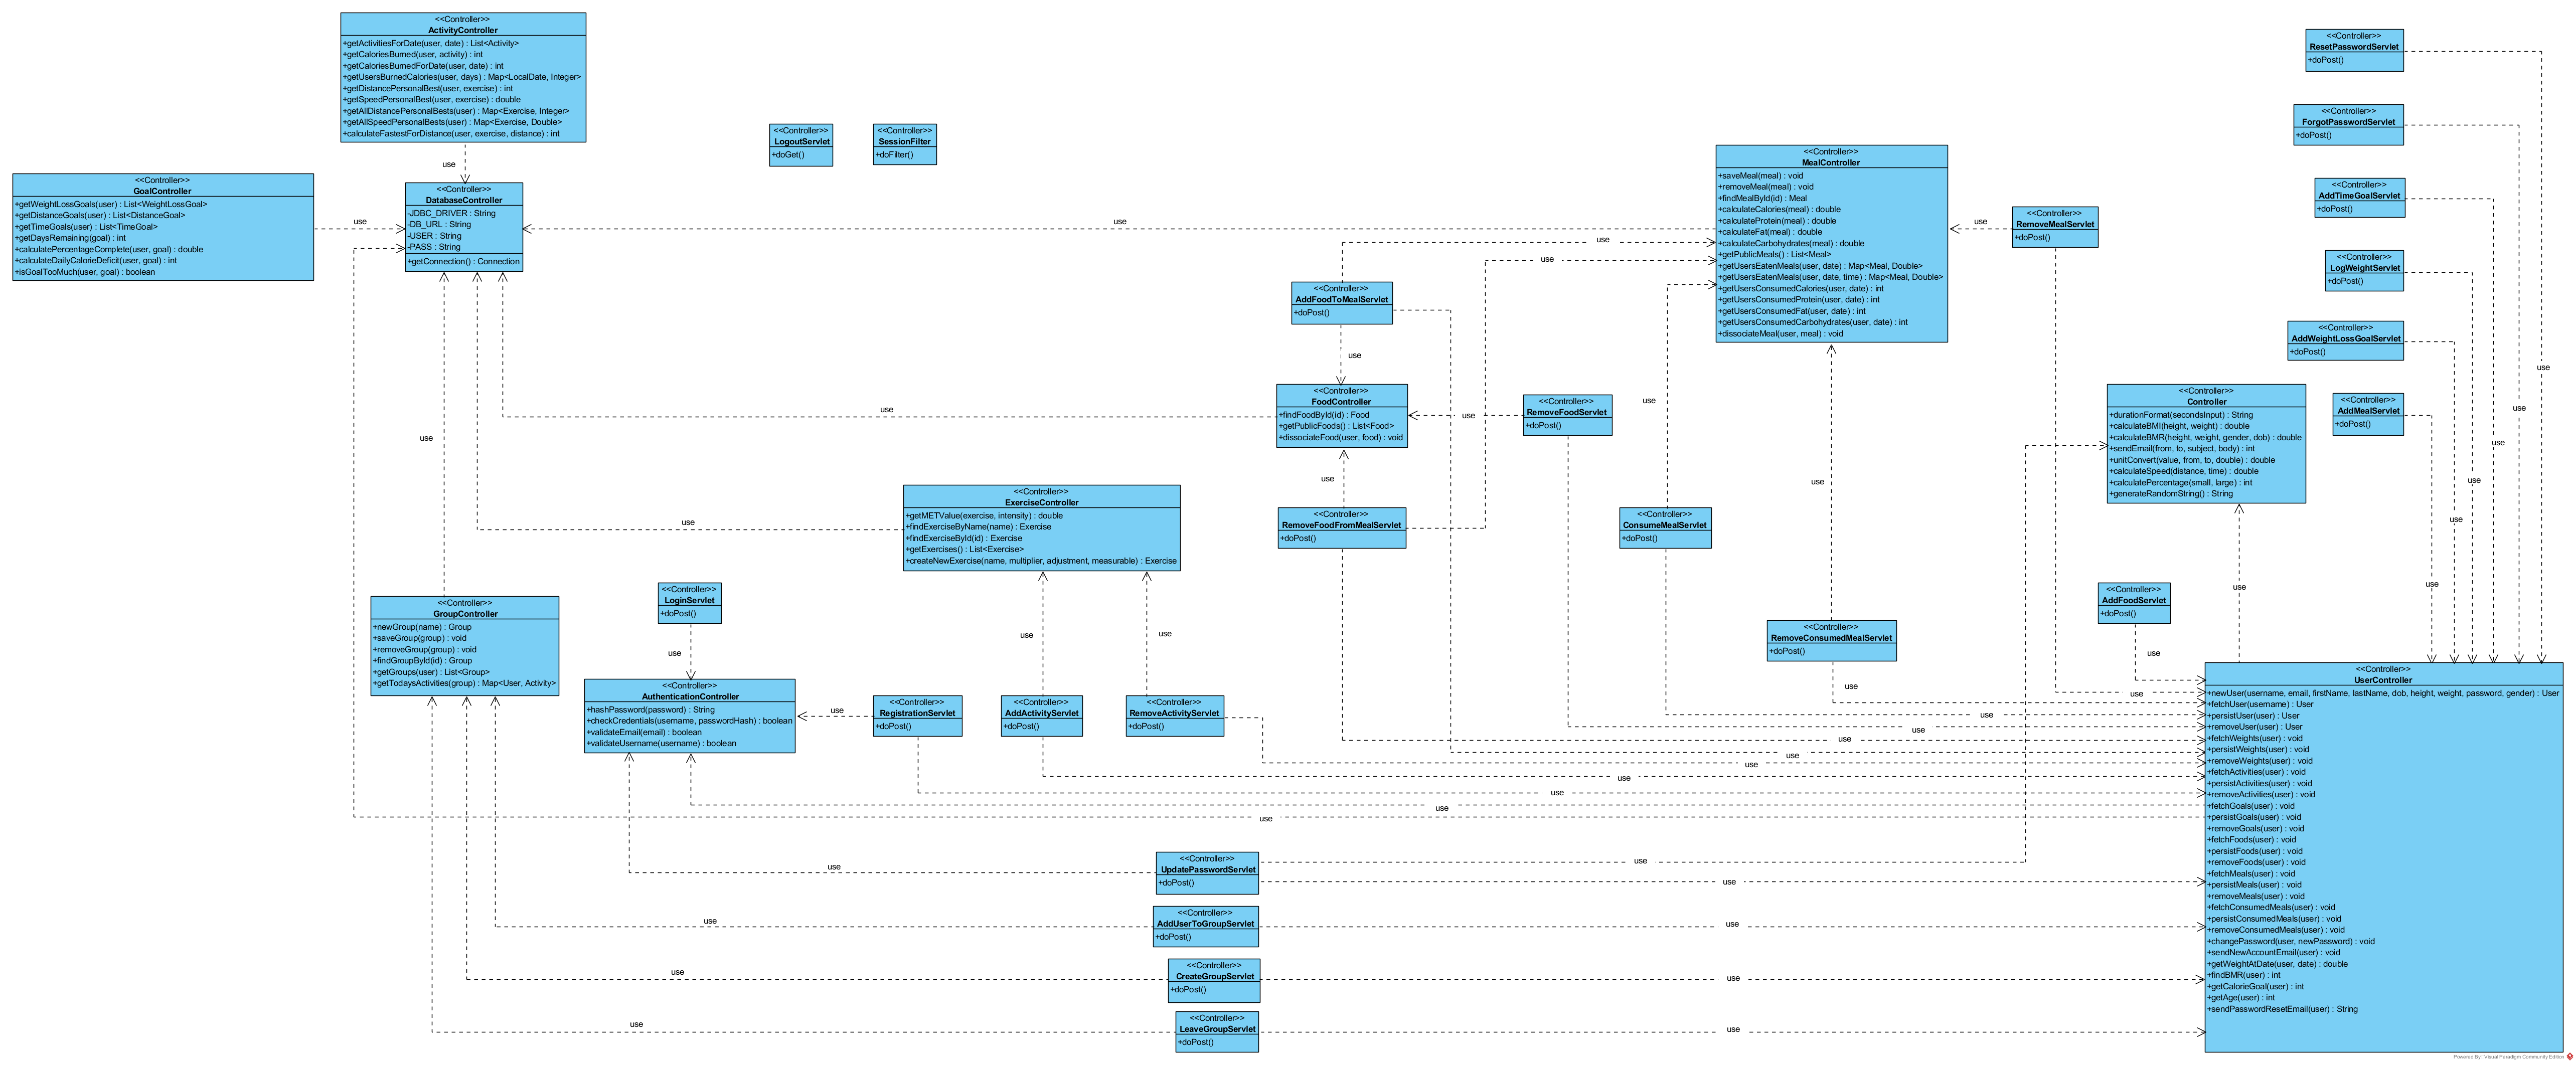 <<Controller>>
ActivityController
+getActivitiesForDate(user, date) : List<Activity>
+getCaloriesBurned(user, activity) : int
+getCaloriesBurnedForDate(user, date) : int
+getUsersBurnedCalories(user, days) : Map<LocalDate, Integer>
+getDistancePersonalBest(user, exercise) : int
+getSpeedPersonalBest(user, exercise) : double
+getAllDistancePersonalBests(user) : Map<Exercise, Integer>
+getAllSpeedPersonalBests(user) : Map<Exercise, Double>
+calculateFastestForDistance(user, exercise, distance) : int
use
<<Controller>>
GoalController
+getWeightLossGoals(user) : List<WeightLossGoal>
+getDistanceGoals(user) : List<DistanceGoal>
+getTimeGoals(user) : List<TimeGoal>
+getDaysRemaining(goal) : int
+calculatePercentageComplete(user, goal) : double
+calculateDailyCalorieDeficit(user, goal) : int
+isGoalTooMuch(user, goal) : boolean
use
<<Controller>>
DatabaseController
-JDBC_DRIVER : String
-DB_URL : String
-USER : String
-PASS : String
+getConnection() : Connection
<<Controller>>
LogoutServlet
+doGet()
<<Controller>>
SessionFilter
+doFilter()
use
<<Controller>>
MealController
+saveMeal(meal) : void
+removeMeal(meal) : void
+findMealById(id) : Meal
+calculateCalories(meal) : double
+calculateProtein(meal) : double
+calculateFat(meal) : double
+calculateCarbohydrates(meal) : double
+getPublicMeals() : List<Meal>
+getUsersEatenMeals(user, date) : Map<Meal, Double>
+getUsersEatenMeals(user, date, time) : Map<Meal, Double>
+getUsersConsumedCalories(user, date) : int
+getUsersConsumedProtein(user, date) : int
+getUsersConsumedFat(user, date) : int
+getUsersConsumedCarbohydrates(user, date) : int
+dissociateMeal(user, meal) : void
use
<<Controller>>
RemoveMealServlet
+doPost()
<<Controller>>
ResetPasswordServlet
+doPost()
<<Controller>>
ForgotPasswordServlet
+doPost()
<<Controller>>
AddTimeGoalServlet
+doPost()
<<Controller>>
LogWeightServlet
+doPost()
<<Controller>>
AddWeightLossGoalServlet
+doPost()
<<Controller>>
AddMealServlet
+doPost()
use
use
use
use
use
use
use
use
<<Controller>>
AddFoodToMealServlet
+doPost()
use
<<Controller>>
FoodController
+findFoodById(id) : Food
+getPublicFoods() : List<Food>
+dissociateFood(user, food) : void
use
use
<<Controller>>
RemoveFoodServlet
+doPost()
use
<<Controller>>
RemoveFoodFromMealServlet
+doPost()
use
<<Controller>>
ConsumeMealServlet
+doPost()
use
<<Controller>>
RemoveConsumedMealServlet
+doPost()
<<Controller>>
Controller
+durationFormat(secondsInput) : String
+calculateBMI(height, weight) : double
+calculateBMR(height, weight, gender, dob) : double
+sendEmail(from, to, subject, body) : int
+unitConvert(value, from, to, double) : double
+calculateSpeed(distance, time) : double
+calculatePercentage(small, large) : int
+generateRandomString() : String
use
<<Controller>>
AddFoodServlet
+doPost()
use
use
<<Controller>>
ExerciseController
+getMETValue(exercise, intensity) : double
+findExerciseByName(name) : Exercise
+findExerciseById(id) : Exercise
+getExercises() : List<Exercise>
+createNewExercise(name, multiplier, adjustment, measurable) : Exercise
use
use
use
<<Controller>>
GroupController
+newGroup(name) : Group
+saveGroup(group) : void
+removeGroup(group) : void
+findGroupById(id) : Group
+getGroups(user) : List<Group>
+getTodaysActivities(group) : Map<User, Activity>
<<Controller>>
LoginServlet
+doPost()
use
<<Controller>>
AuthenticationController
+hashPassword(password) : String
+checkCredentials(username, passwordHash) : boolean
+validateEmail(email) : boolean
+validateUsername(username) : boolean
use
<<Controller>>
RegistrationServlet
+doPost()
<<Controller>>
AddActivityServlet
+doPost()
<<Controller>>
RemoveActivityServlet
+doPost()
use
use
use
use
use
use
use
use
use
use
use
<<Controller>>
UserController
+newUser(username, email, firstName, lastName, dob, height, weight, password, gender) : User
+fetchUser(username) : User
+persistUser(user) : User
+removeUser(user) : User
+fetchWeights(user) : void
+persistWeights(user) : void
+removeWeights(user) : void
+fetchActivities(user) : void
+persistActivities(user) : void
+removeActivities(user) : void
+fetchGoals(user) : void
+persistGoals(user) : void
+removeGoals(user) : void
+fetchFoods(user) : void
+persistFoods(user) : void
+removeFoods(user) : void
+fetchMeals(user) : void
+persistMeals(user) : void
+removeMeals(user) : void
+fetchConsumedMeals(user) : void
+persistConsumedMeals(user) : void
+removeConsumedMeals(user) : void
+changePassword(user, newPassword) : void
+sendNewAccountEmail(user) : void
+getWeightAtDate(user, date) : double
+findBMR(user) : int
+getCalorieGoal(user) : int
+getAge(user) : int
+sendPasswordResetEmail(user) : String
use
<<Controller>>
UpdatePasswordServlet
+doPost()
use
use
use
<<Controller>>
AddUserToGroupServlet
+doPost()
use
use
<<Controller>>
CreateGroupServlet
+doPost()
use
use
<<Controller>>
LeaveGroupServlet
+doPost()
use
Powered By Visual Paradigm Community Edition